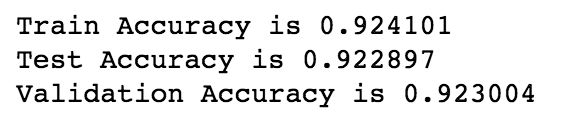 Train Accuracy is 0.924101
Test Accuracy is 0.922897
Validation Accuracy is 0.923004